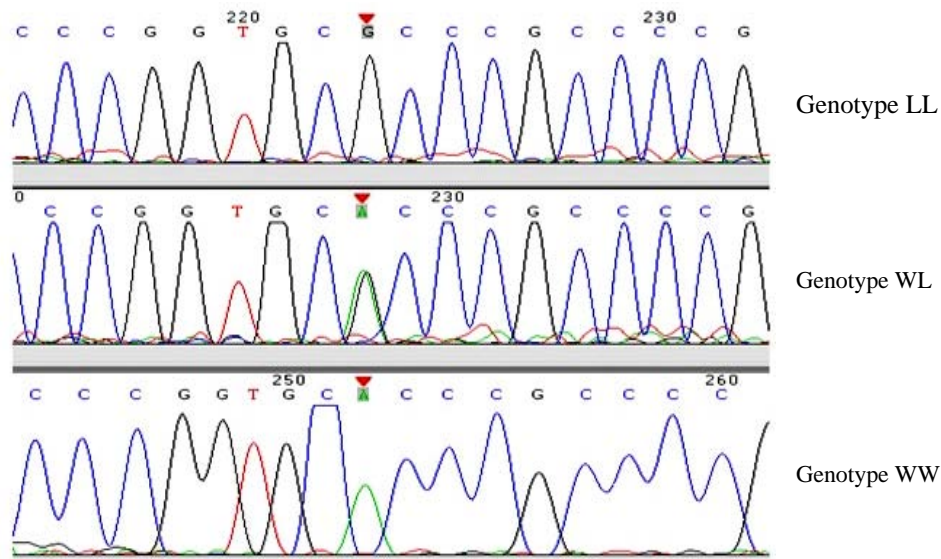 220 230
C C C G G T G C G C C C G C C C C G
Genotype LL
0 230
C C G G T G C A C C C G C C C C G
Genotype WL
250 260
C C C G G T G C A C C C G C C C C
Genotype WW